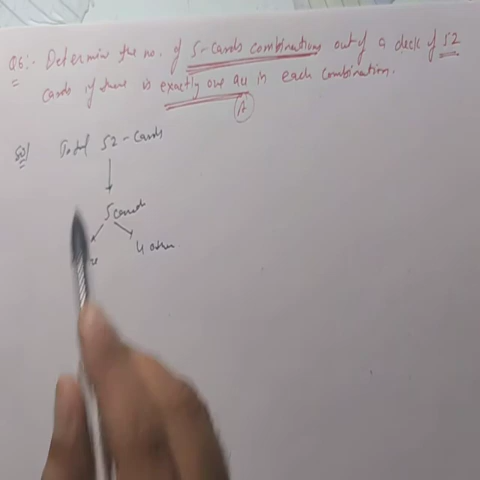 Q6:- Determine the no. of 5-Cards combinations out of a deck of 52
Cards if there is exactly one ace in each combination.
A
Sol Total 52-Cards
5 cards
4 other